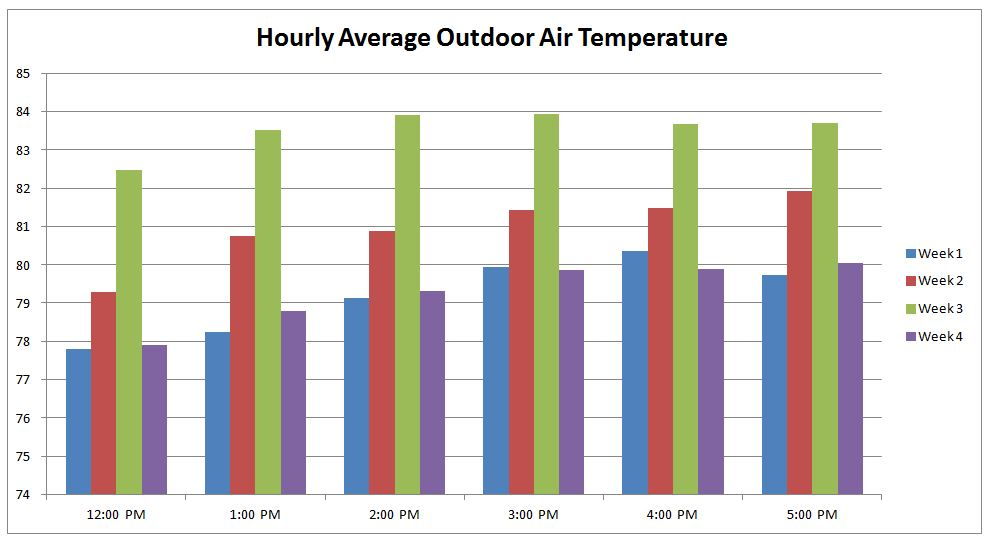 Hourly Average Outdoor Air Temperature
85
84
83
82
81
80
79
78
77
76
75
74
12:00 PM 1:00 PM 2:00 PM 3:00 PM 4:00 PM 5:00 PM
Week 1
Week 2
Week 3
Week 4